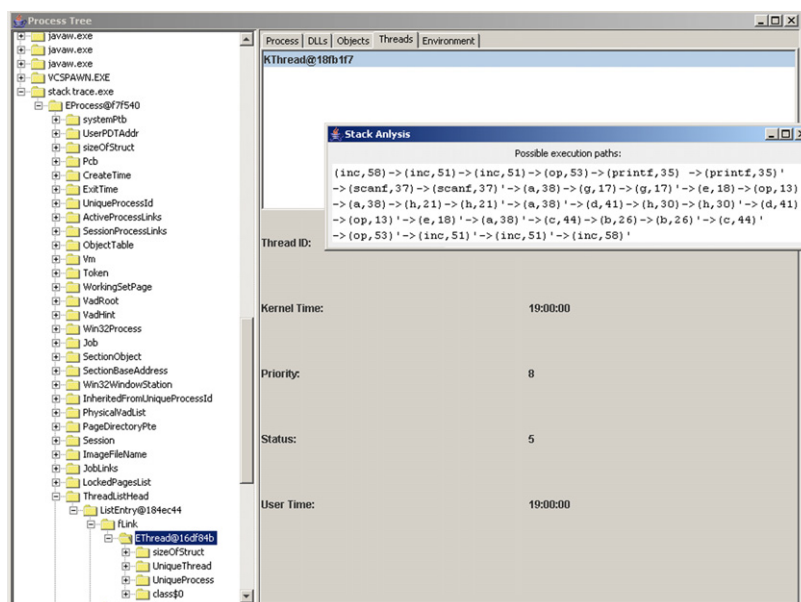 Process Tree
javaw.exe
javaw.exe
javaw.exe
VCSPAWN.EXE
stack trace.exe
EProcess@f7f540
systemPtb
UserPDTAddr
sizeOfStruct
Pcb
CreateTime
ExitTime
UniqueProcessId
ActiveProcessLinks
SessionProcessLinks
ObjectTable
Vm
Token
WorkingSetPage
VadRoot
VadHint
Win32Process
Job
SectionObject
SectionBaseAddress
Win32WindowStation
InheritedFromUniqueProcessId
PhysicalVadList
PageDirectoryPte
Session
ImageFileName
JobLinks
LockedPagesList
ThreadListHead
ListEntry@184ec44
fLink
EThread@16df84b
sizeOfStruct
UniqueThread
UniqueProcess
class$0
Process DLLs Objects Threads Environment
KThread@18fb1f7
Stack Anlysis
Possible execution paths:
(inc,58)->(inc,51)->(inc,51)->(op,53)->(printf,35) ->(printf,35)'
->(scanf,37)->(scanf,37)'->(a,38)->(g,17)->(g,17)'->(e,18)->(op,13)
->(a,38)->(h,21)->(h,21)'->(a,38)'->(d,41)->(h,30)->(h,30)'->(d,41)
->(op,13)'->(e,18)'->(a,38)'->(c,44)->(b,26)->(b,26)'->(c,44)'
->(op,53)'->(inc,51)'->(inc,51)'->(inc,58)'
Thread ID:
Kernel Time: 19:00:00
Priority: 8
Status: 5
User Time: 19:00:00